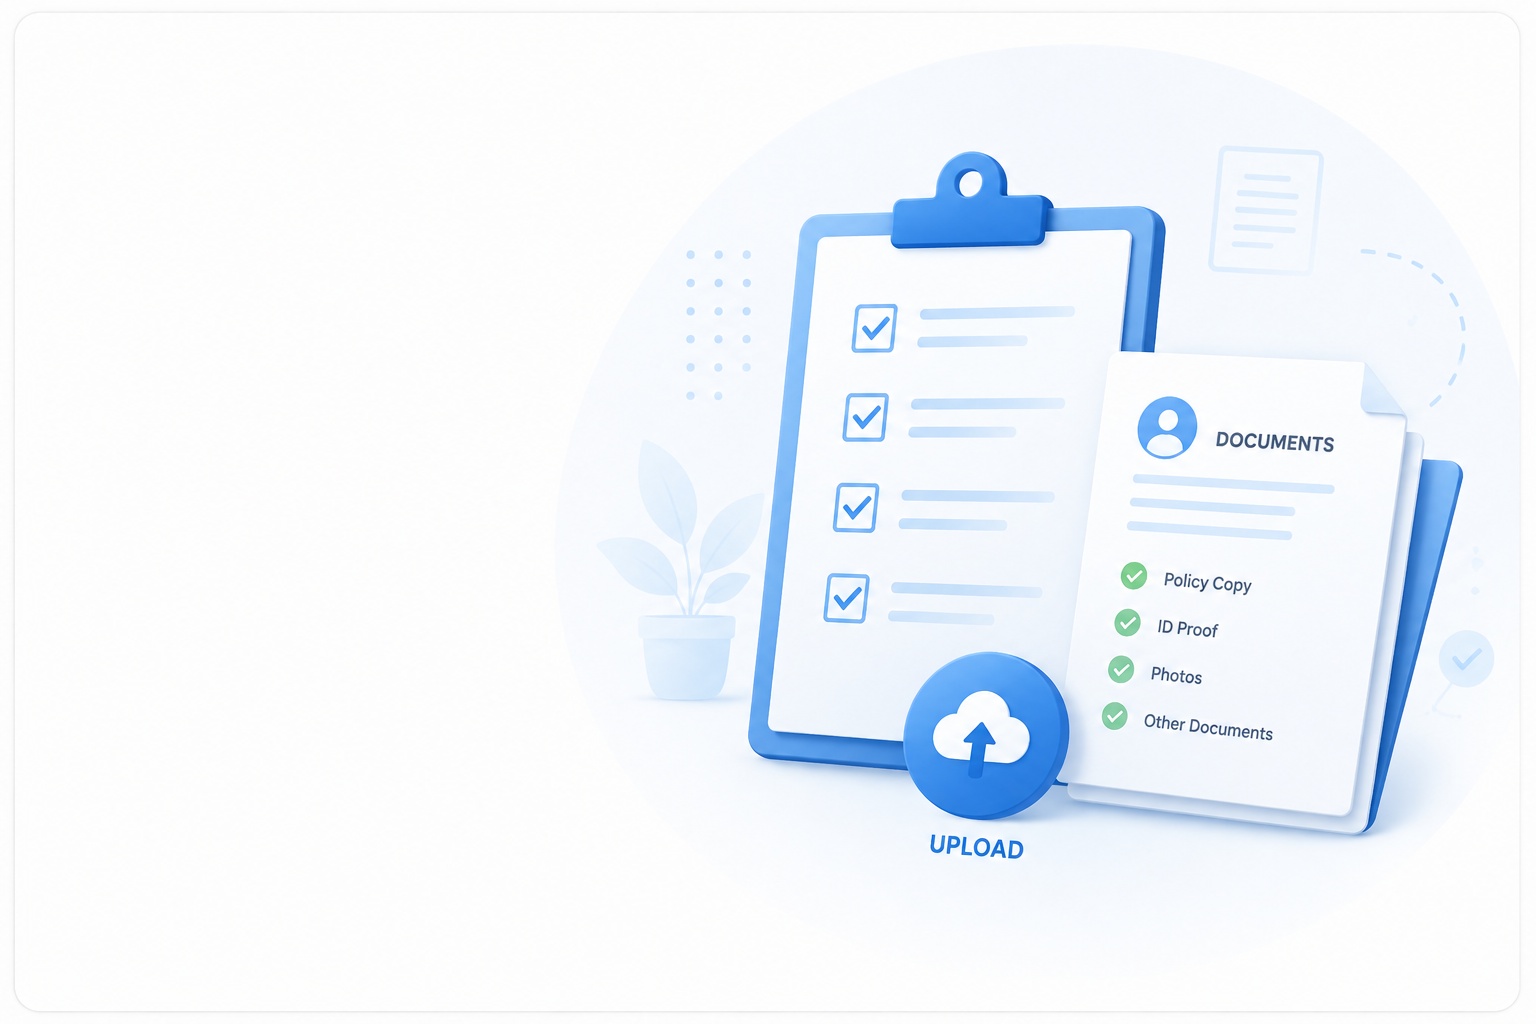 DOCUMENTS
Policy Copy
ID Proof
Photos
Other Documents
UPLOAD